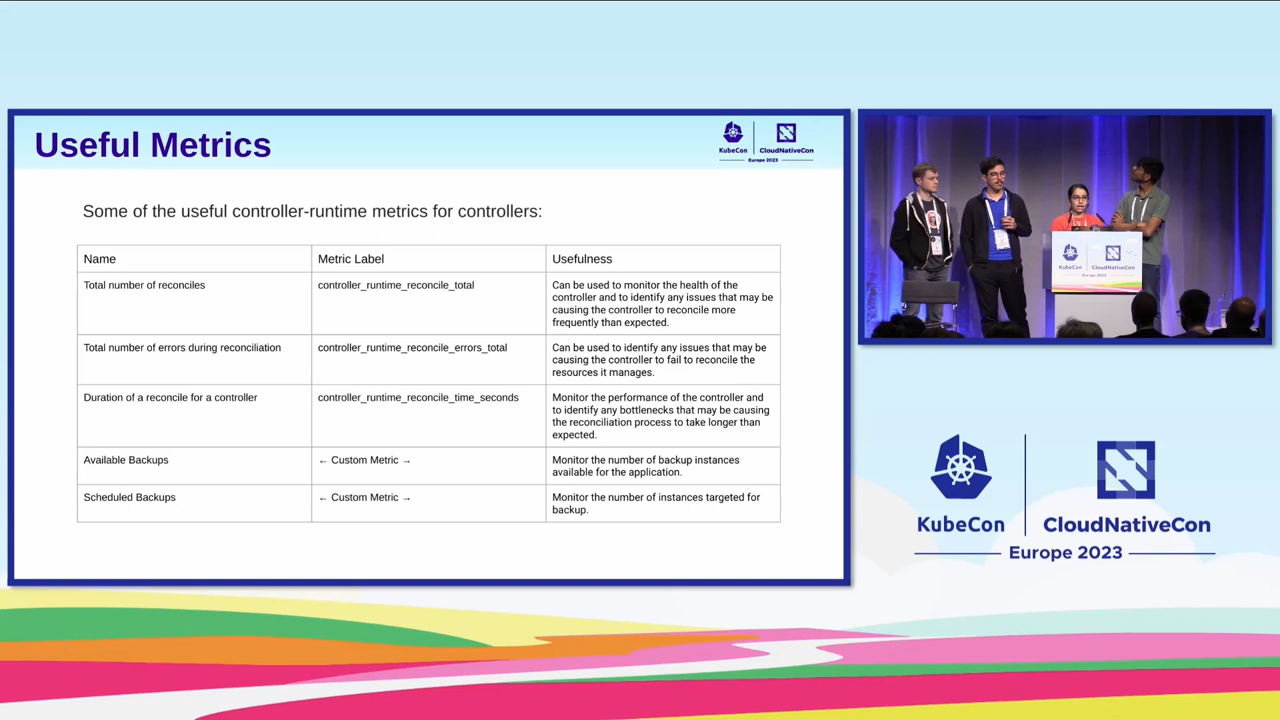 Useful Metrics
KubeCon
CloudNativeCon
Europe 2023
Some of the useful controller-runtime metrics for controllers:
Name
Metric Label
Usefulness
Total number of reconciles
controller_runtime_reconcile_total
Can be used to monitor the health of the
controller and to identify any issues that may be
causing the controller to reconcile more
frequently than expected.
Total number of errors during reconciliation
controller_runtime_reconcile_errors_total
Can be used to identify any issues that may be
causing the controller to fail to reconcile the
resources it manages.
Duration of a reconcile for a controller
controller_runtime_reconcile_time_seconds
Monitor the performance of the controller and
to identify any bottlenecks that may be causing
the reconciliation process to take longer than
expected.
Available Backups
← Custom Metric →
Monitor the number of backup instances
available for the application.
Scheduled Backups
← Custom Metric →
Monitor the number of instances targeted for
backup.
KubeCon
CloudNativeCon
Europe 2023
KubeCon
CloudNativeCon
Europe 2023